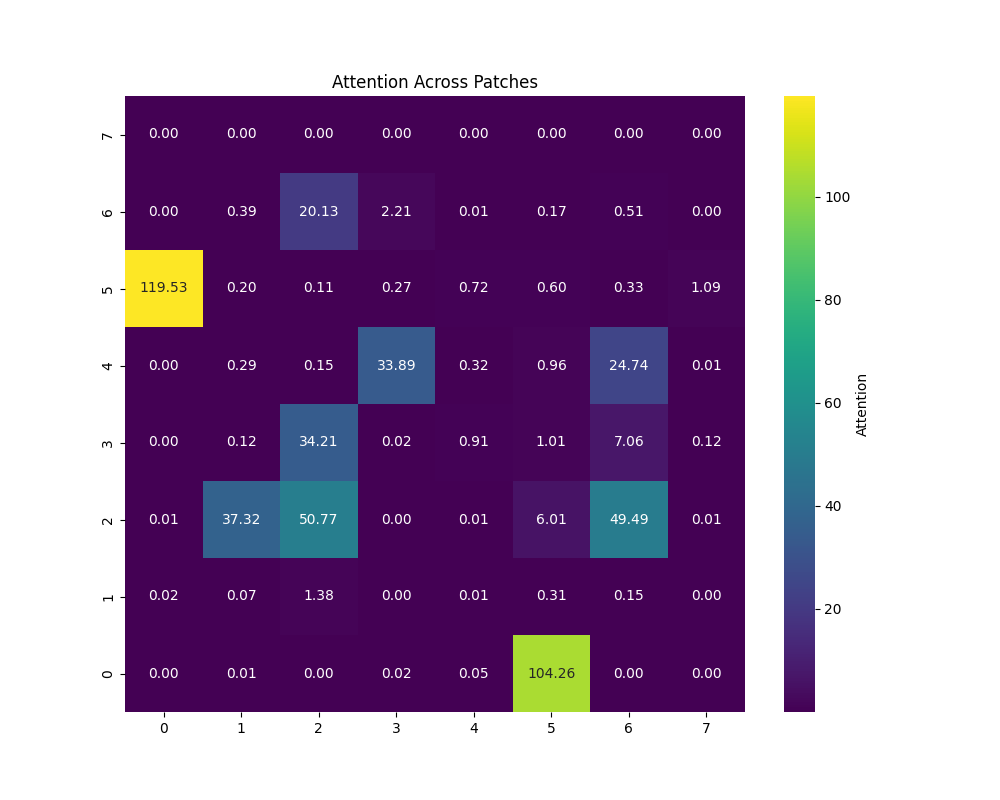 Attention Across Patches
7 0.00 0.00 0.00 0.00 0.00 0.00 0.00 0.00
6 0.00 0.39 20.13 2.21 0.01 0.17 0.51 0.00
5 119.53 0.20 0.11 0.27 0.72 0.60 0.33 1.09
4 0.00 0.29 0.15 33.89 0.32 0.96 24.74 0.01
3 0.00 0.12 34.21 0.02 0.91 1.01 7.06 0.12
2 0.01 37.32 50.77 0.00 0.01 6.01 49.49 0.01
1 0.02 0.07 1.38 0.00 0.01 0.31 0.15 0.00
0 0.00 0.01 0.00 0.02 0.05 104.26 0.00 0.00
0 1 2 3 4 5 6 7
100
80
60
40
20
Attention